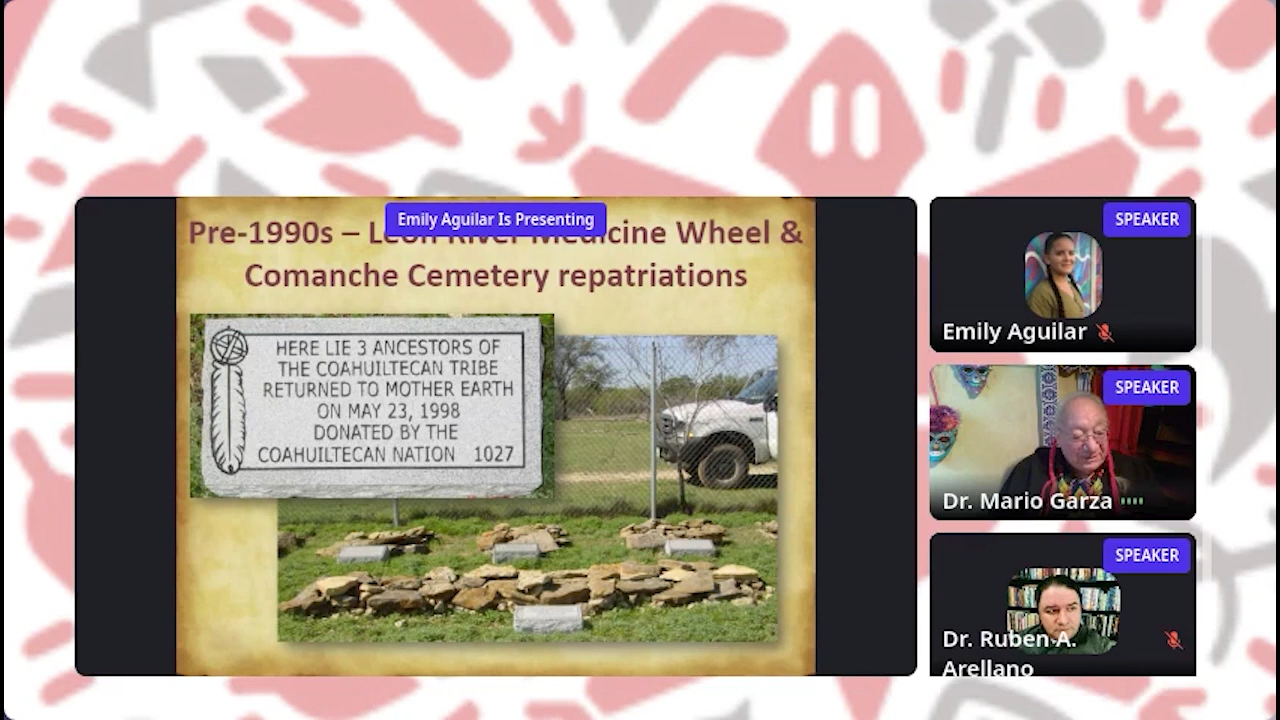 Emily Aguilar Is Presenting
Pre-1990s – Leon River Medicine Wheel &
Comanche Cemetery repatriations
HERE LIE 3 ANCESTORS OF
THE COAHUILTECAN TRIBE
RETURNED TO MOTHER EARTH
ON MAY 23, 1998
DONATED BY THE
COAHUILTECAN NATION 1027
SPEAKER
Emily Aguilar
SPEAKER
Dr. Mario Garza
SPEAKER
Dr. Ruben A.
Arellano